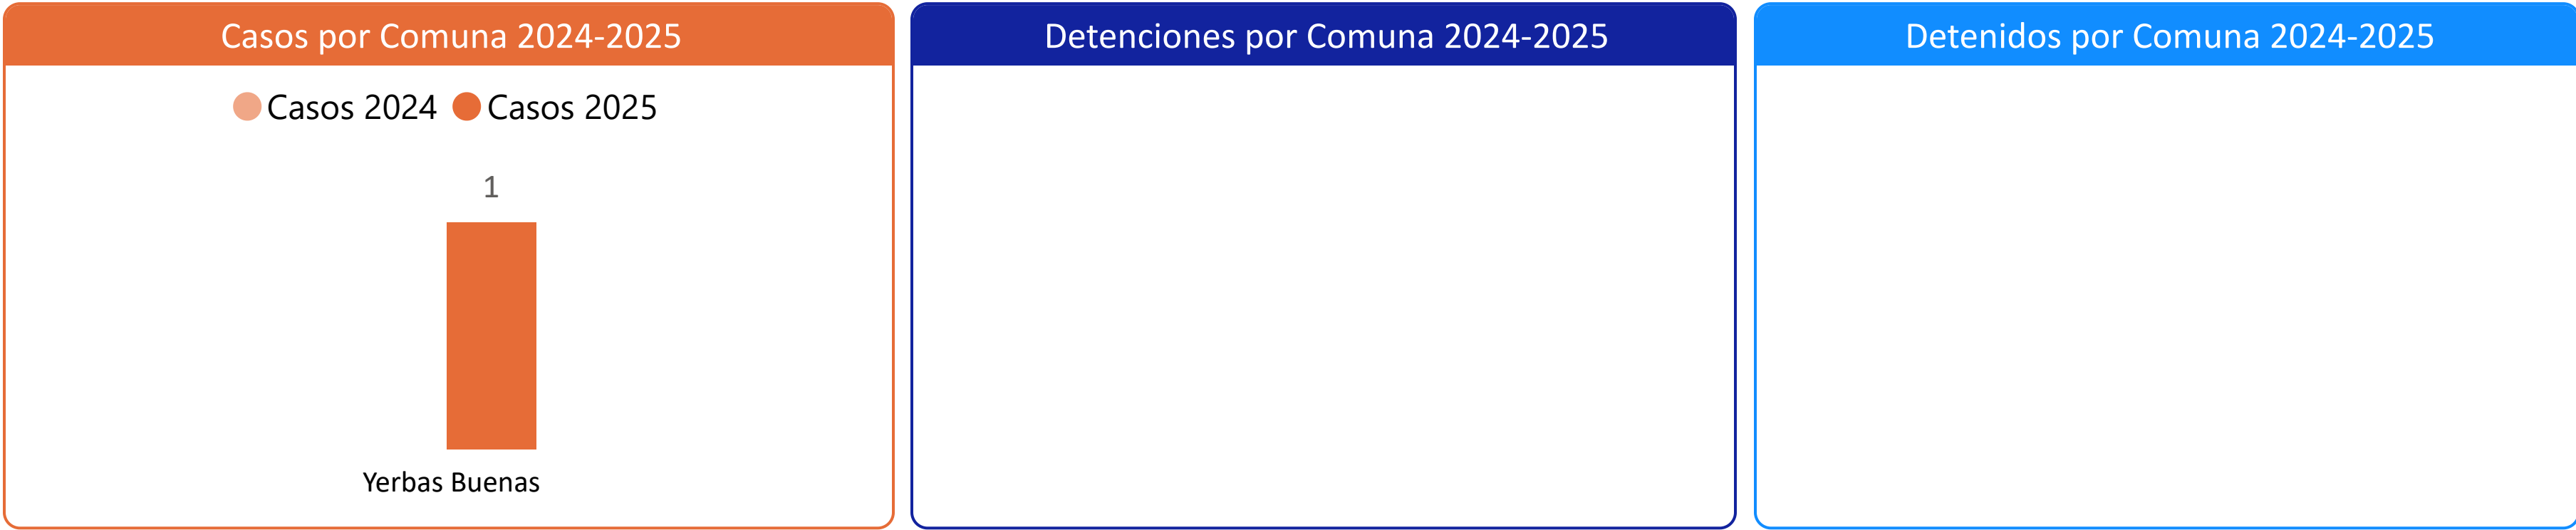 Casos por Comuna 2024-2025
Casos 2024 Casos 2025
1
Yerbas Buenas
Detenciones por Comuna 2024-2025
Detenidos por Comuna 2024-2025